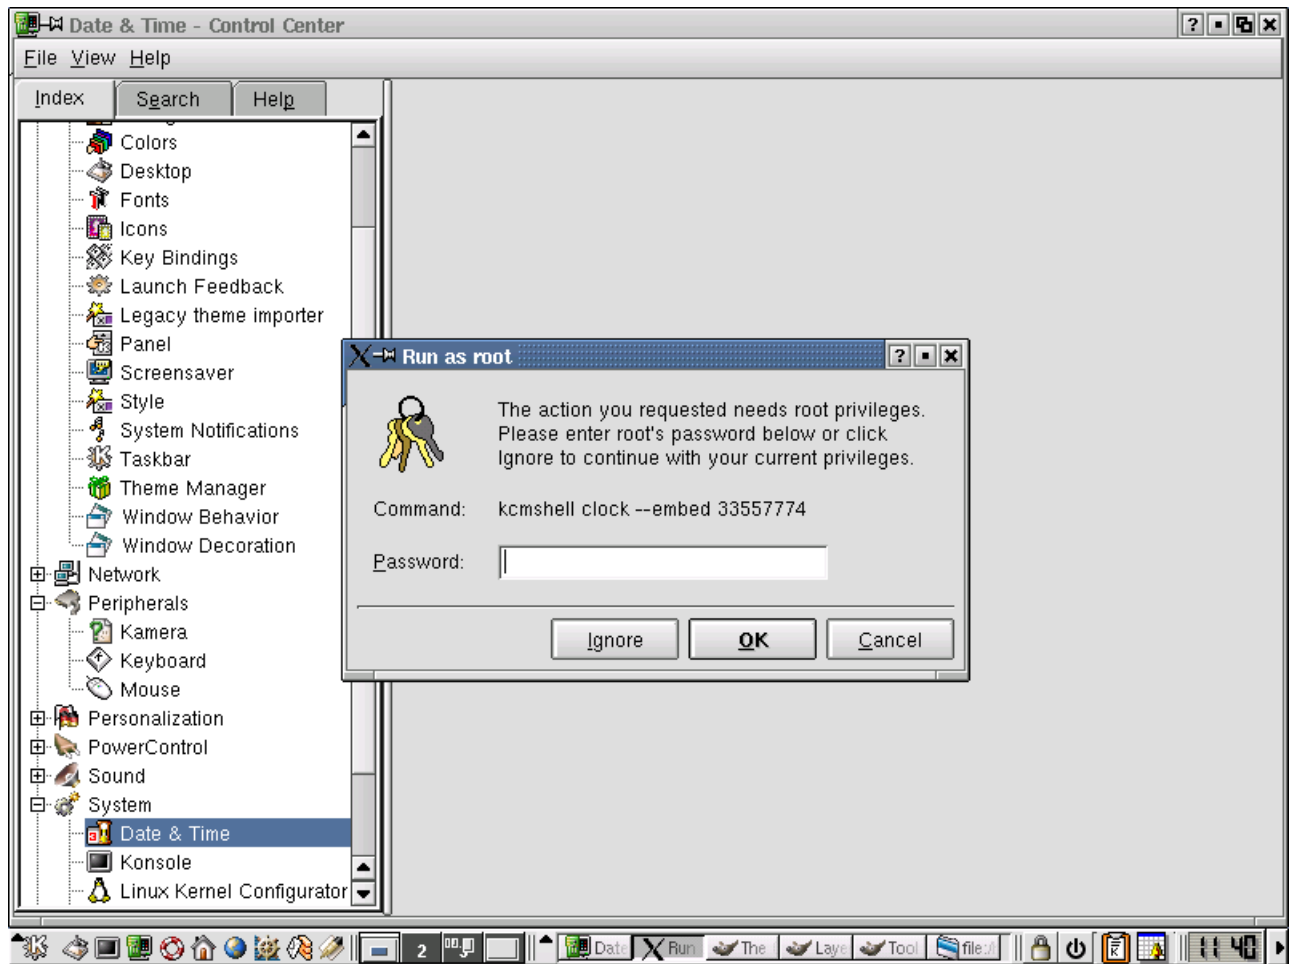 Date & Time - Control Center
File View Help
Index Search Help
Colors
Desktop
Fonts
Icons
Key Bindings
Launch Feedback
Legacy theme importer
Panel
Screensaver
Style
System Notifications
Taskbar
Theme Manager
Window Behavior
Window Decoration
Network
Peripherals
Kamera
Keyboard
Mouse
Personalization
PowerControl
Sound
System
Date & Time
Konsole
Linux Kernel Configurator
Run as root
The action you requested needs root privileges.
Please enter root's password below or click
Ignore to continue with your current privileges.
Command: kcmshell clock --embed 33557774
Password:
Ignore OK Cancel
2 Date Run The Laye Tool file:/ 11 40